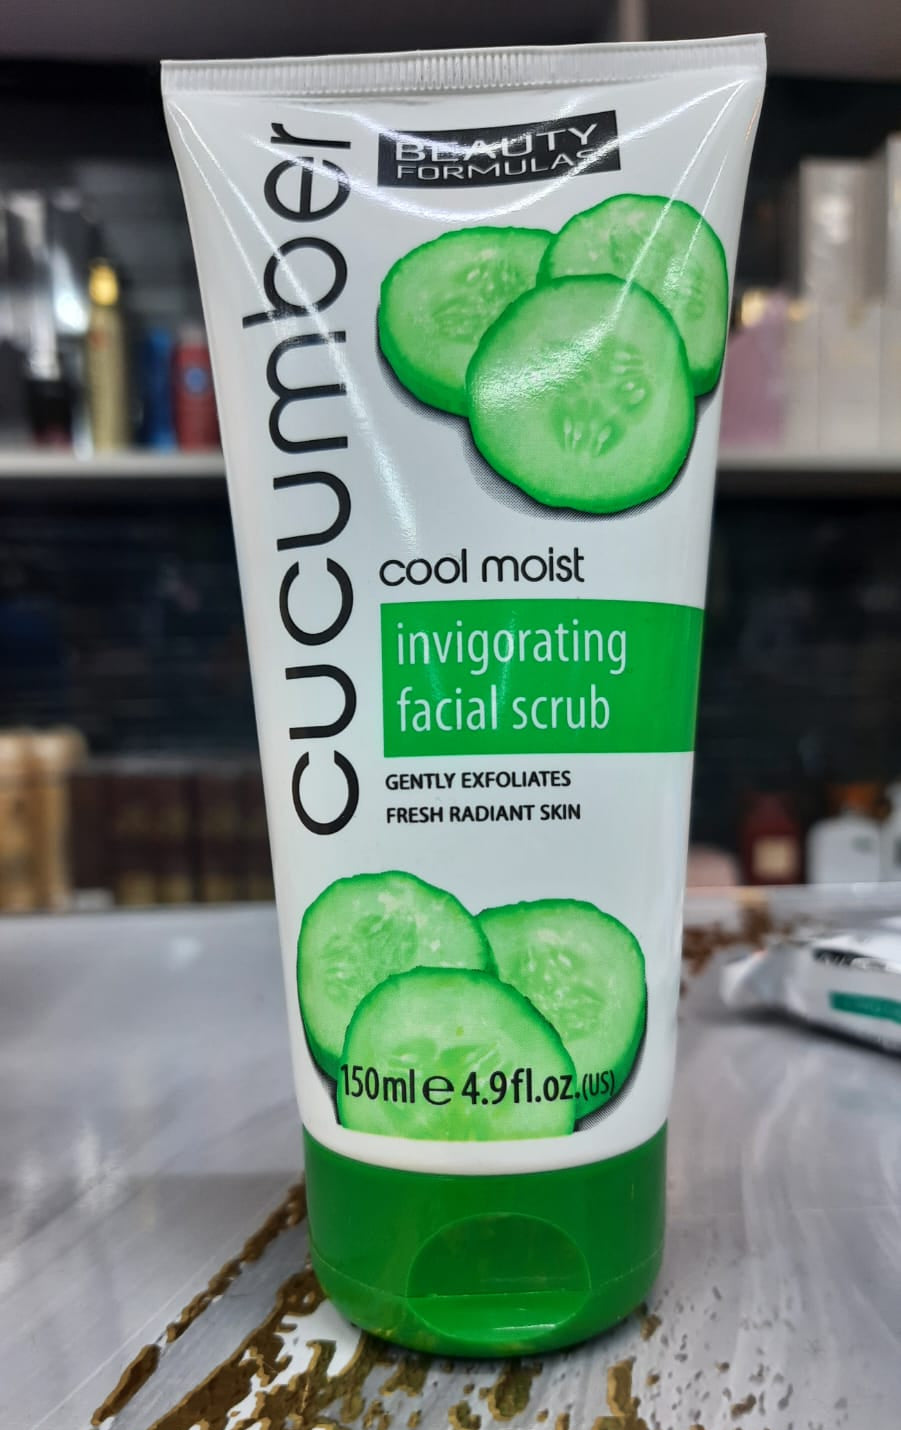 BEAUTY
FORMULAS
cucumber
cool moist
invigorating
facial scrub
GENTLY EXFOLIATES
FRESH RADIANT SKIN
150ml e 4.9fl.oz.(US)